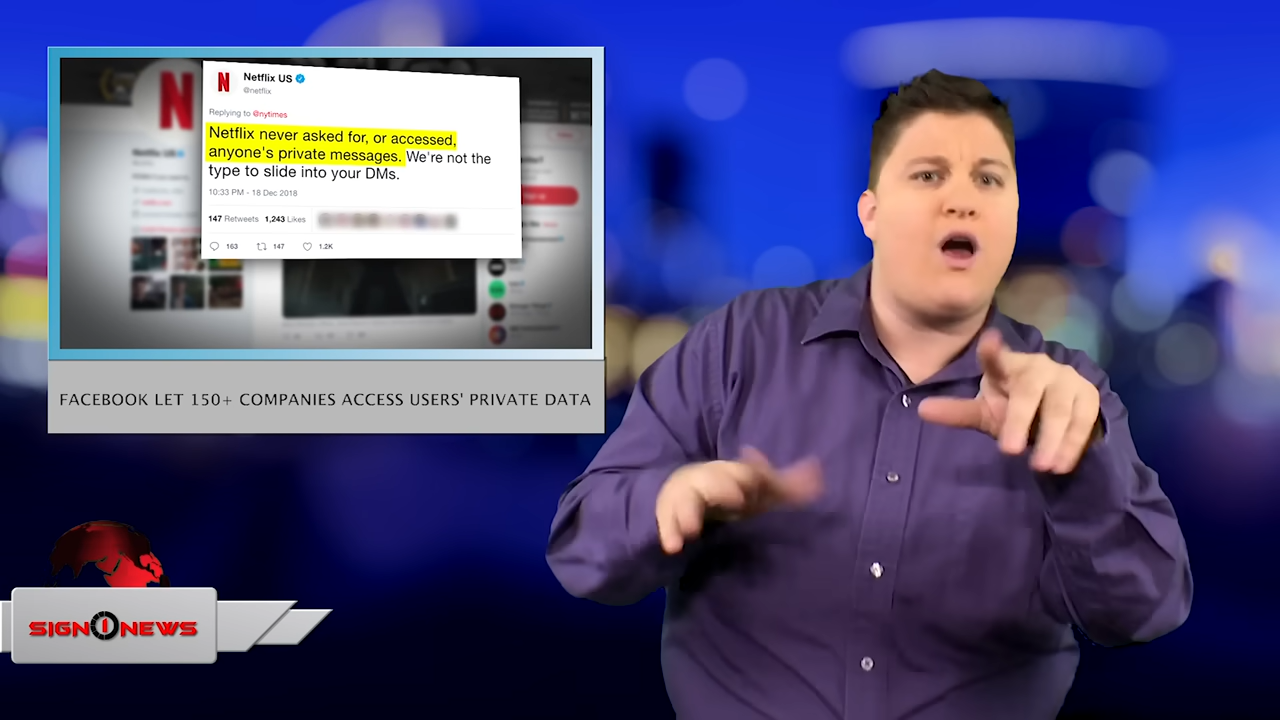 Netflix US
@netflix
Replying to @nytimes
Netflix never asked for, or accessed,
anyone's private messages. We're not the
type to slide into your DMs.
10:33 PM - 18 Dec 2018
147 Retweets 1,243 Likes
163 147 1.2K
FACEBOOK LET 150+ COMPANIES ACCESS USERS' PRIVATE DATA
SIGN1NEWS